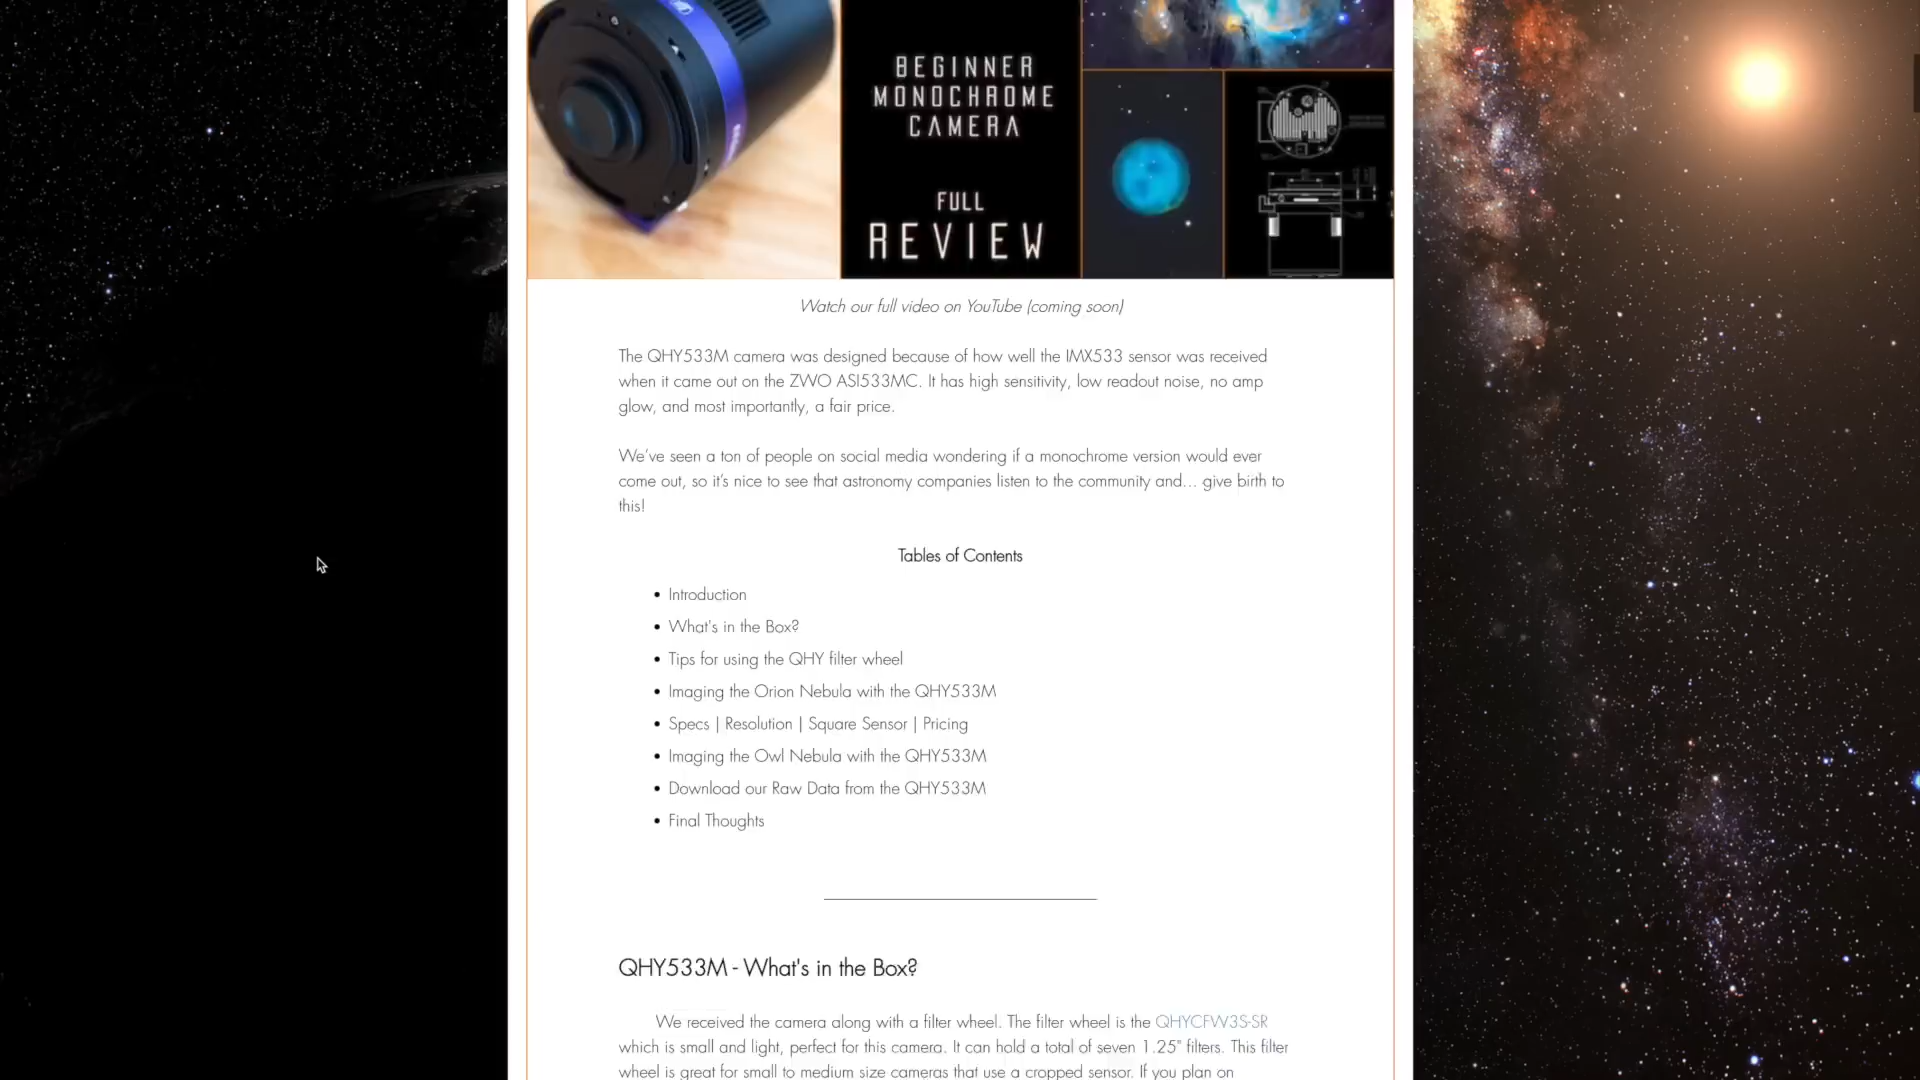 BEGINNER
MONOCHROME
CAMERA
FULL
REVIEW
Watch our full video on YouTube (coming soon)
The QHY533M camera was designed because of how well the IMX533 sensor was received
when it came out on the ZWO ASI533MC. It has high sensitivity, low readout noise, no amp
glow, and most importantly, a fair price.
We've seen a ton of people on social media wondering if a monochrome version would ever
come out, so it's nice to see that astronomy companies listen to the community and... give birth to
this!
Tables of Contents
• Introduction
• What's in the Box?
• Tips for using the QHY filter wheel
• Imaging the Orion Nebula with the QHY533M
• Specs | Resolution | Square Sensor | Pricing
• Imaging the Owl Nebula with the QHY533M
• Download our Raw Data from the QHY533M
• Final Thoughts
QHY533M - What's in the Box?
We received the camera along with a filter wheel. The filter wheel is the QHYCFW3S-SR
which is small and light, perfect for this camera. It can hold a total of seven 1.25" filters. This filter
wheel is great for small to medium size cameras that use a cropped sensor. If you plan on